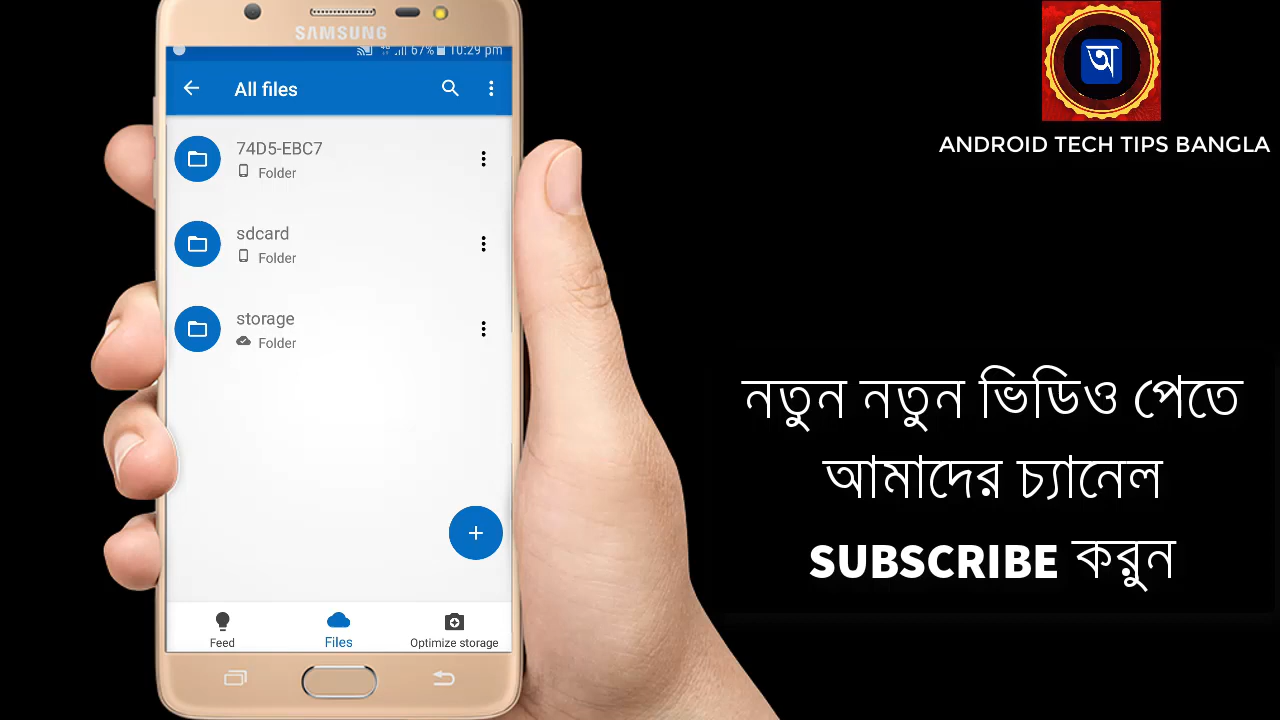 SAMSUNG
67% 10:29 pm
All files
74D5-EBC7
Folder
sdcard
Folder
storage
Folder
Feed
Files
Optimize storage
অ
ANDROID TECH TIPS BANGLA
নতুন নতুন ভিডিও পেতে
আমাদের চ্যানেল
SUBSCRIBE করুন